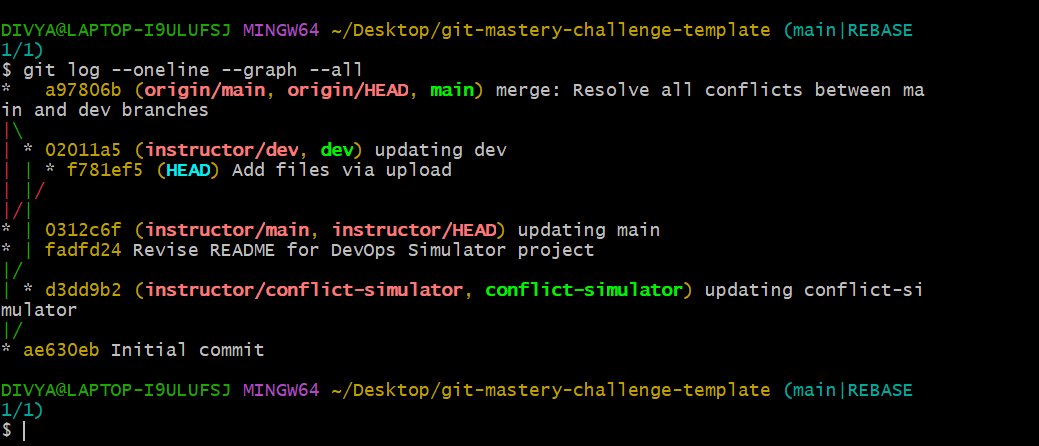 DIVYA@LAPTOP-I9ULUFSJ MINGW64 ~/Desktop/git-mastery-challenge-template (main|REBASE
1/1)
$ git log --oneline --graph --all
*   a97806b (origin/main, origin/HEAD, main) merge: Resolve all conflicts between ma
in and dev branches
|\
| * 02011a5 (instructor/dev, dev) updating dev
| | * f781ef5 (HEAD) Add files via upload
| |/
|/|
* | 0312c6f (instructor/main, instructor/HEAD) updating main
* | fadfd24 Revise README for DevOps Simulator project
|/
| * d3dd9b2 (instructor/conflict-simulator, conflict-simulator) updating conflict-si
mulator
|/
* ae630eb Initial commit
DIVYA@LAPTOP-I9ULUFSJ MINGW64 ~/Desktop/git-mastery-challenge-template (main|REBASE
1/1)
$